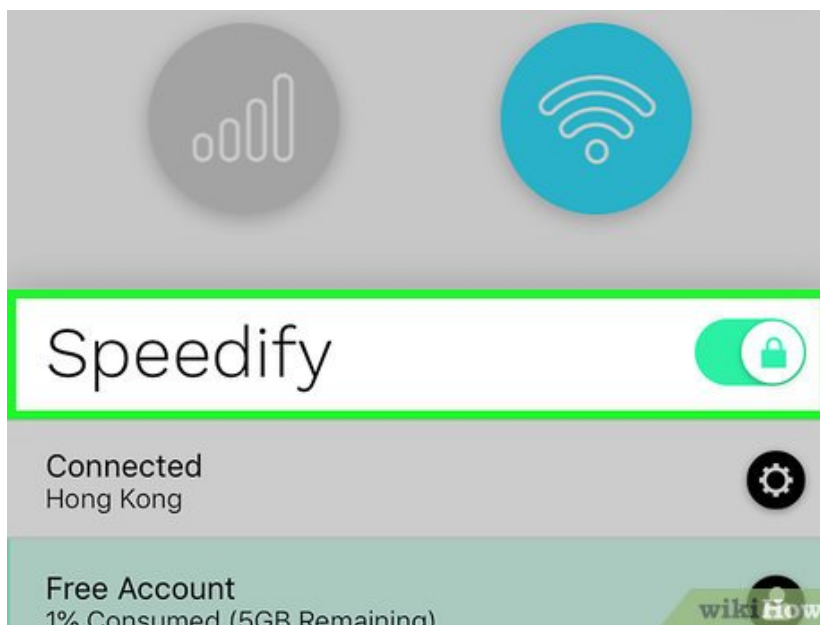 Speedify
Connected
Hong Kong
Free Account
1% Consumed (5GB Remaining)
wikiHow